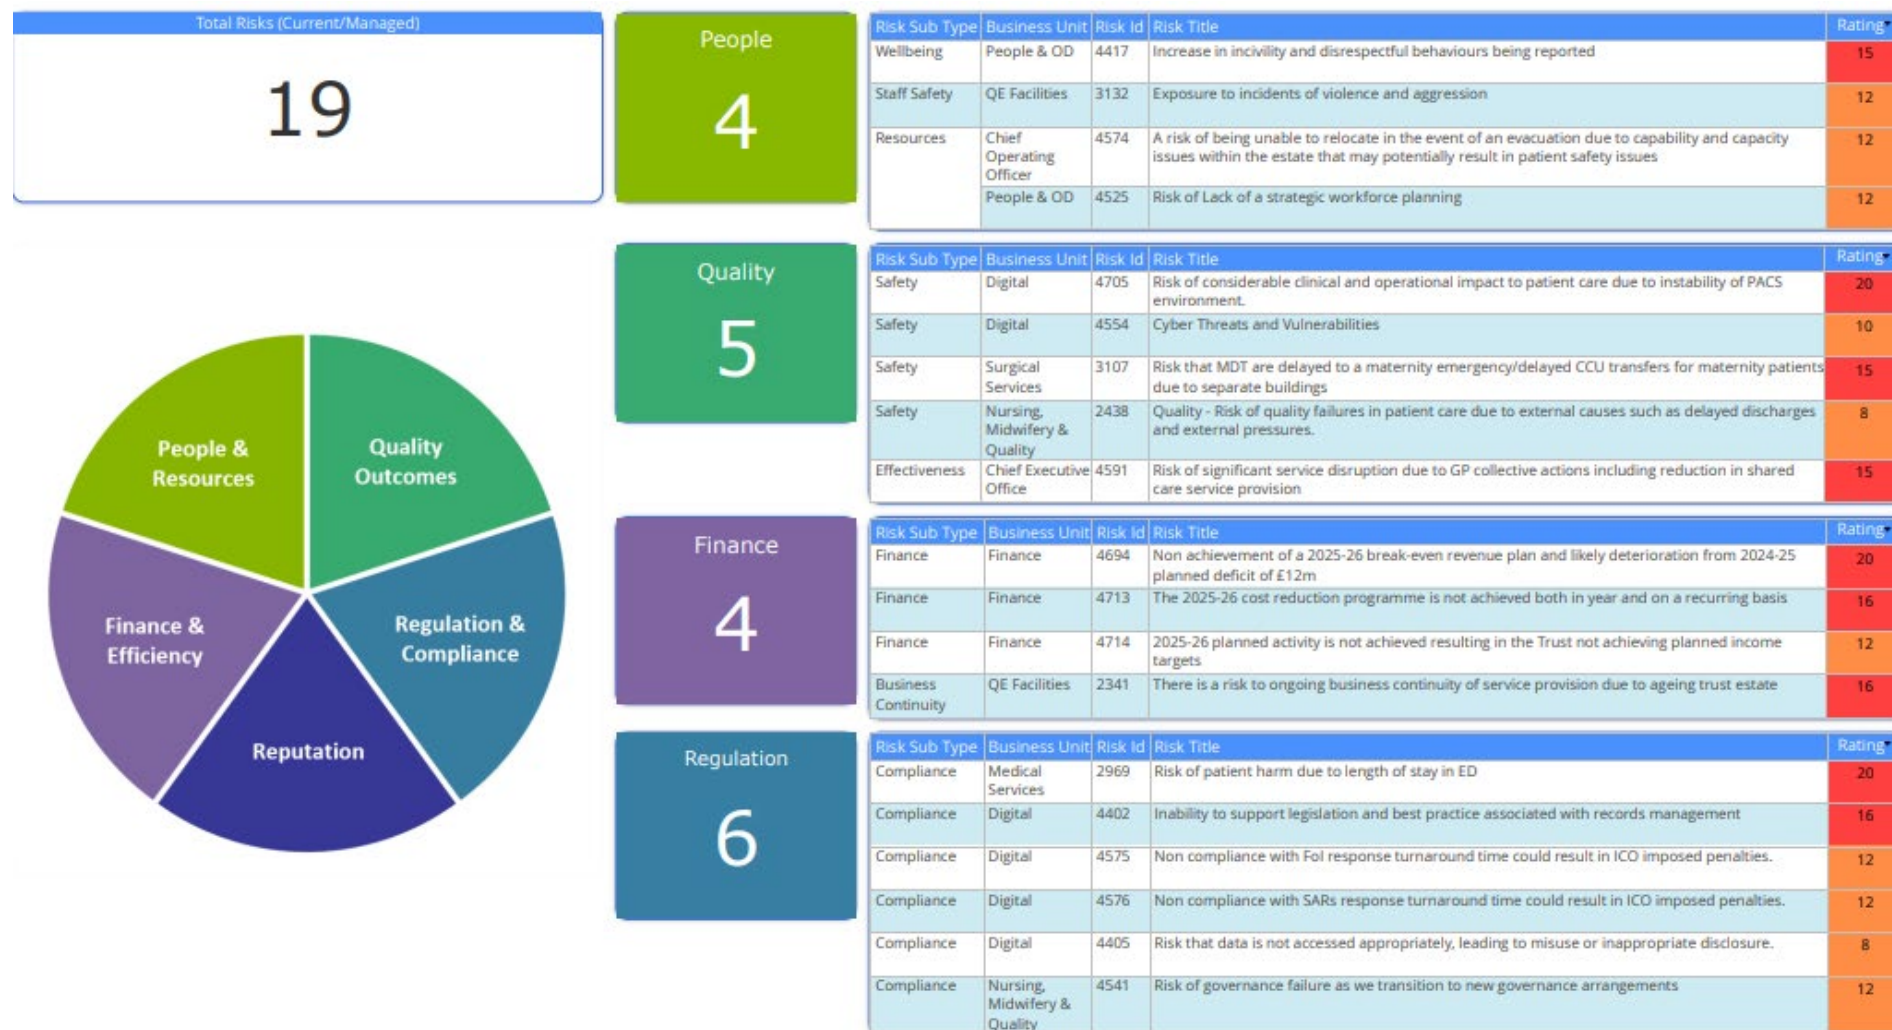 Total Risks (Current/Managed)
19
People & Resources
Quality Outcomes
Finance & Efficiency
Regulation & Compliance
Reputation
People
4
Risk Sub Type Business Unit Risk Id Risk Title Rating
Wellbeing People & OD 4417 Increase in incivility and disrespectful behaviours being reported 15
Staff Safety QE Facilities 3132 Exposure to incidents of violence and aggression 12
Resources Chief Operating Officer 4574 A risk of being unable to relocate in the event of an evacuation due to capability and capacity issues within the estate that may potentially result in patient safety issues 12
People & OD 4525 Risk of Lack of a strategic workforce planning 12
Quality
5
Risk Sub Type Business Unit Risk Id Risk Title Rating
Safety Digital 4705 Risk of considerable clinical and operational impact to patient care due to instability of PACS environment. 20
Safety Digital 4554 Cyber Threats and Vulnerabilities 10
Safety Surgical Services 3107 Risk that MDT are delayed to a maternity emergency/delayed CCU transfers for maternity patients due to separate buildings 15
Safety Nursing, Midwifery & Quality 2438 Quality - Risk of quality failures in patient care due to external causes such as delayed discharges and external pressures. 8
Effectiveness Chief Executive Office 4591 Risk of significant service disruption due to GP collective actions including reduction in shared care service provision 15
Finance
4
Risk Sub Type Business Unit Risk Id Risk Title Rating
Finance Finance 4694 Non achievement of a 2025-26 break-even revenue plan and likely deterioration from 2024-25 planned deficit of £12m 20
Finance Finance 4713 The 2025-26 cost reduction programme is not achieved both in year and on a recurring basis 16
Finance Finance 4714 2025-26 planned activity is not achieved resulting in the Trust not achieving planned income targets 12
Business Continuity QE Facilities 2341 There is a risk to ongoing business continuity of service provision due to ageing trust estate 16
Regulation
6
Risk Sub Type Business Unit Risk Id Risk Title Rating
Compliance Medical Services 2969 Risk of patient harm due to length of stay in ED 20
Compliance Digital 4402 Inability to support legislation and best practice associated with records management 16
Compliance Digital 4575 Non compliance with FoI response turnaround time could result in ICO imposed penalties. 12
Compliance Digital 4576 Non compliance with SARs response turnaround time could result in ICO imposed penalties. 12
Compliance Digital 4405 Risk that data is not accessed appropriately, leading to misuse or inappropriate disclosure. 8
Compliance Nursing, Midwifery & Quality 4541 Risk of governance failure as we transition to new governance arrangements 12